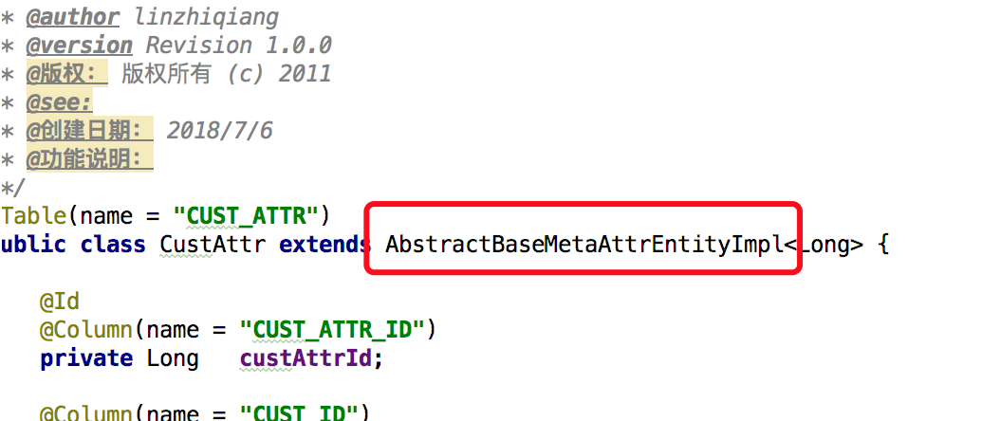 * @author linzhiqiang
* @version Revision 1.0.0
* @版权： 版权所有 (c) 2011
* @see:
* @创建日期： 2018/7/6
* @功能说明：
*/
Table(name = "CUST_ATTR")
ublic class CustAttr extends AbstractBaseMetaAttrEntityImpl<Long> {
@Id
@Column(name = "CUST_ATTR_ID")
private Long custAttrId;
@Column(name = "CUST_ID")